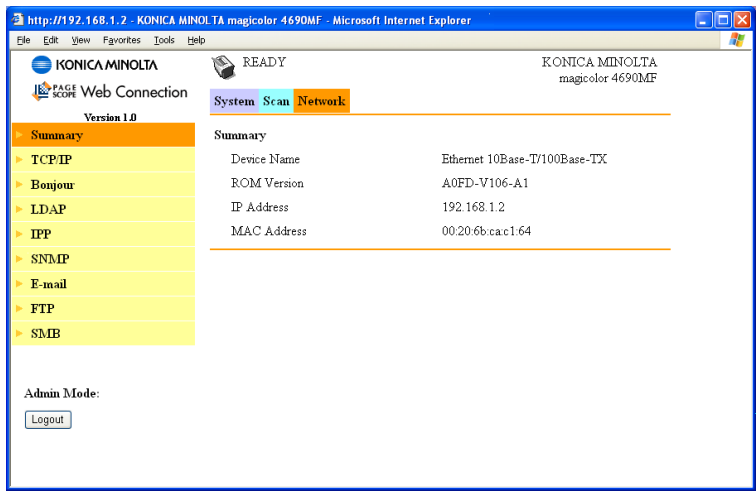 http://192.168.1.2 - KONICA MINOLTA magicolor 4690MF - Microsoft Internet Explorer
File Edit View Favorites Tools Help
KONICA MINOLTA
PAGE SCOPE Web Connection
Version 1.0
READY
KONICA MINOLTA
magicolor 4690MF
System Scan Network
Summary
TCP/IP
Bonjour
LDAP
IPP
SNMP
E-mail
FTP
SMB
Admin Mode:
Logout
Summary
Device Name Ethernet 10Base-T/100Base-TX
ROM Version A0FD-V106-A1
IP Address 192.168.1.2
MAC Address 00:20:6b:ca:c1:64